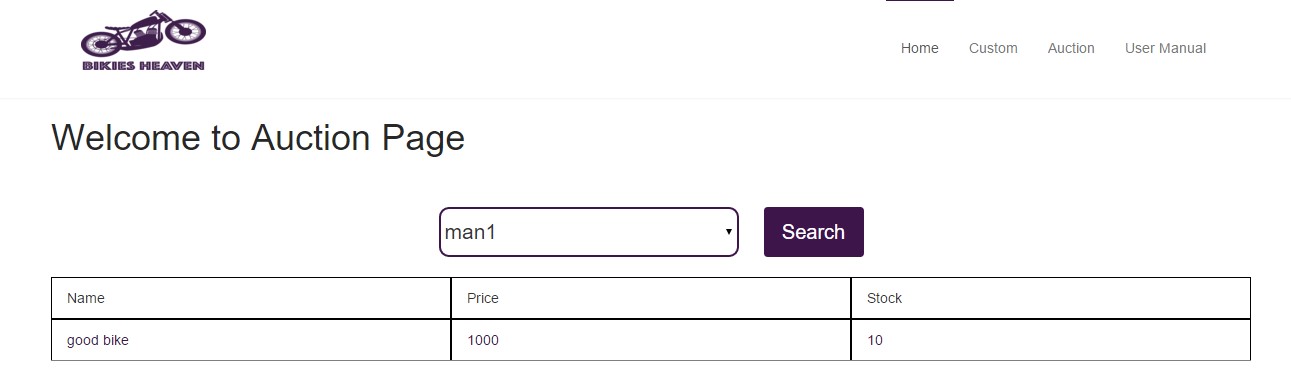 BIKIES HEAVEN
Home Custom Auction User Manual
Welcome to Auction Page
man1 Search
Name Price Stock
good bike 1000 10